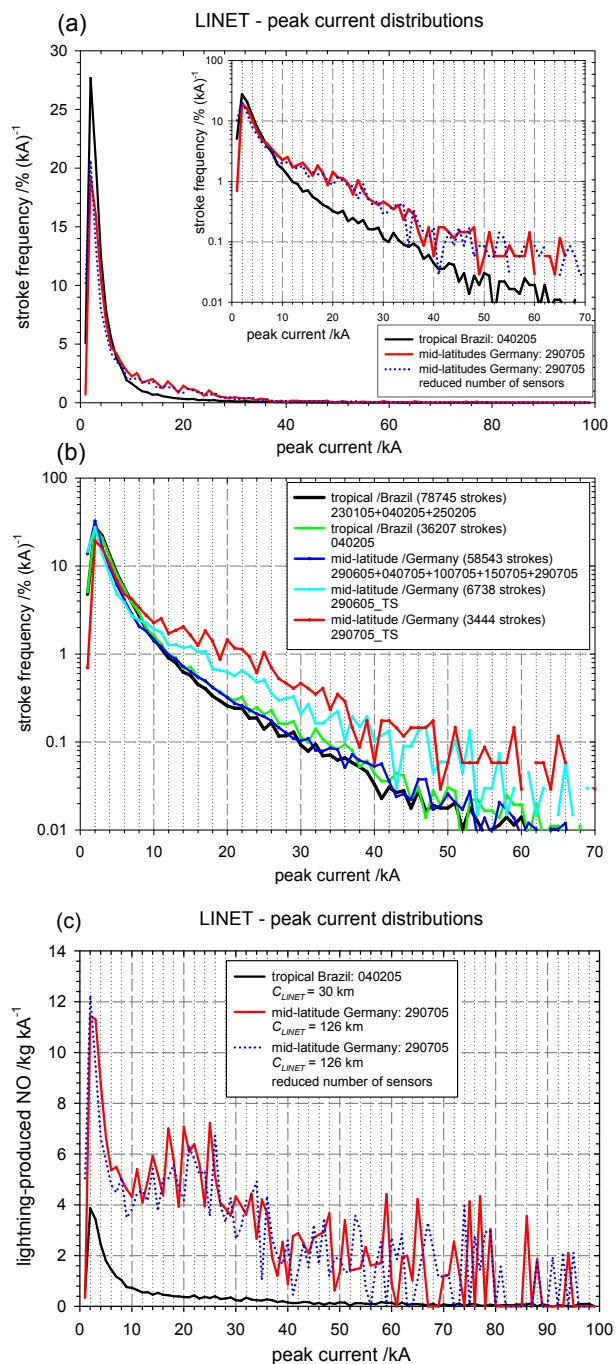 (a)
LINET - peak current distributions
stroke frequency /% (kA)-1
30
25
20
15
10
5
0
0 20 40 60 80 100
peak current /kA
stroke frequency /% (kA)-1
100
10
1
0.1
0.01
0 10 20 30 40 50 60 70
peak current /kA
tropical Brazil: 040205
mid-latitudes Germany: 290705
mid-latitudes Germany: 290705
reduced number of sensors
(b)
stroke frequency /% (kA)-1
100
10
1
0.1
0.01
0 10 20 30 40 50 60 70
peak current /kA
tropical /Brazil (78745 strokes)
230105+040205+250205
tropical /Brazil (36207 strokes)
040205
mid-latitude /Germany (58543 strokes)
290605+040705+100705+150705+290705
mid-latitude /Germany (6738 strokes)
290605_TS
mid-latitude /Germany (3444 strokes)
290705_TS
(c)
LINET - peak current distributions
lightning-produced NO /kg kA-1
14
12
10
8
6
4
2
0
0 10 20 30 40 50 60 70 80 90 100
peak current /kA
tropical Brazil: 040205
CLINET = 30 km
mid-latitude Germany: 290705
CLINET = 126 km
mid-latitude Germany: 290705
CLINET = 126 km
reduced number of sensors